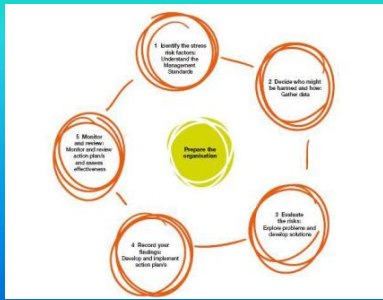 1 Identify the stress
risk factors:
Understand the
Management
Standards
2 Decide who might
be harmed and how:
Gather data
3 Evaluate
the risks:
Explore problems and
develop solutions
4 Record your
findings:
Develop and implement
action plan/s
5 Monitor
and review:
Monitor and review
action plan/s
and assess
effectiveness
Prepare the
organisation